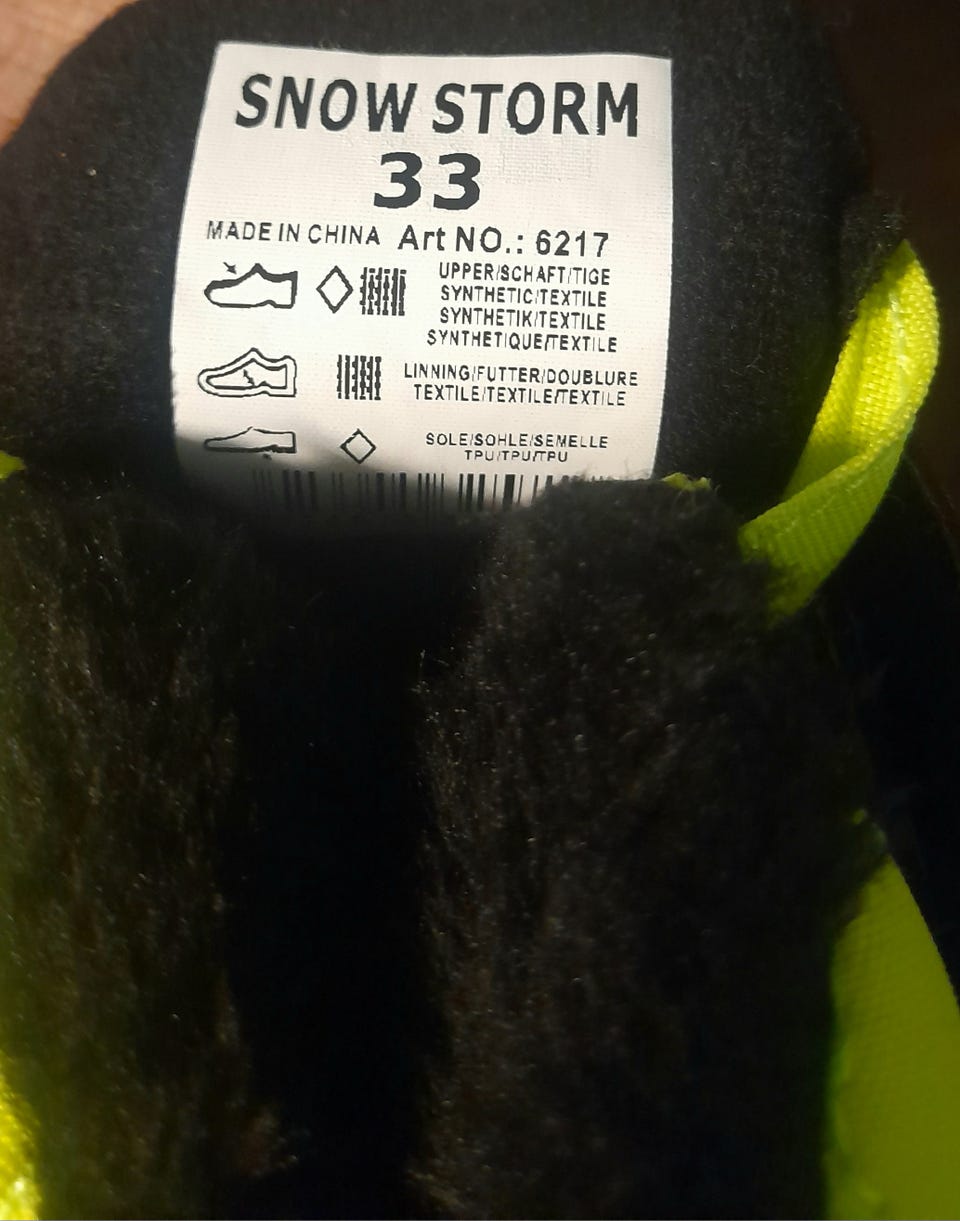 SNOW STORM
33
MADE IN CHINA Art NO.: 6217
UPPER/SCHAFT/TIGE
SYNTHETIC/TEXTILE
SYNTHETIK/TEXTILE
SYNTHETIQUE/TEXTILE
LINNING/FUTTER/DOUBLURE
TEXTILE/TEXTILE/TEXTILE
SOLE/SOHLE/SEMELLE
TPU/TPU/TPU